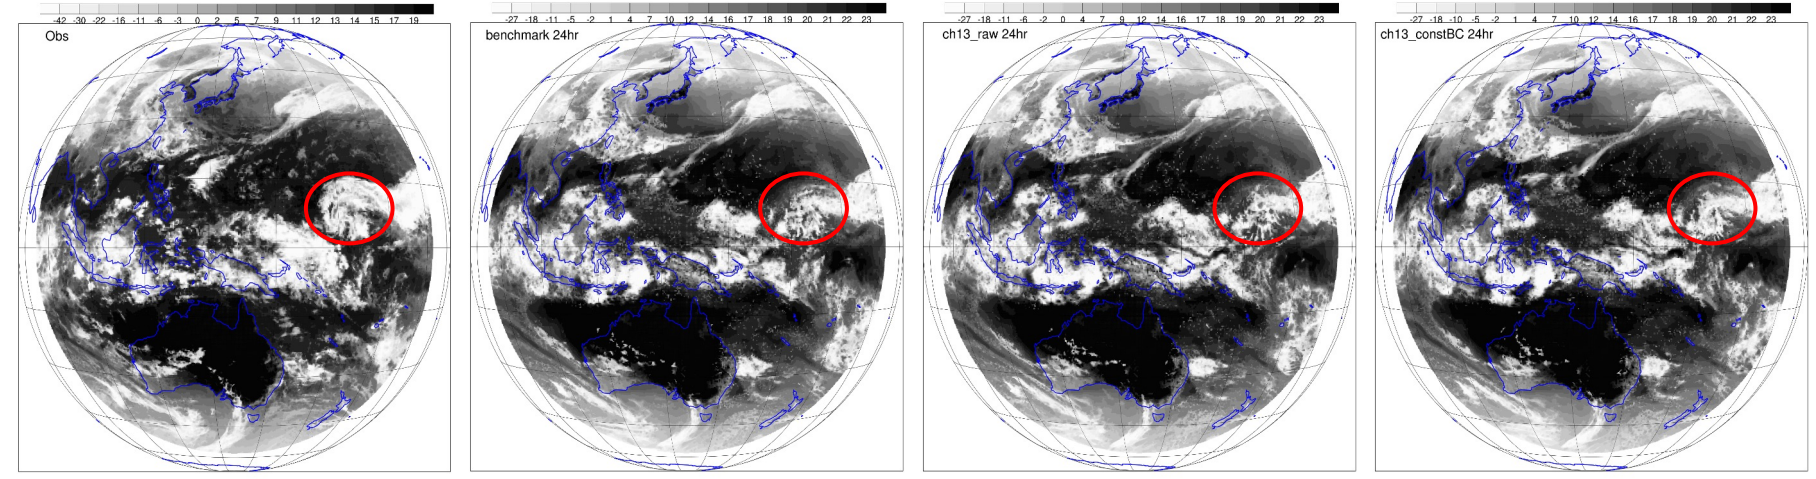 -42 -30 -22 -16 -11 -6 -3 0 2 5 7 9 11 12 13 14 15 17 19
Obs
-27 -18 -11 -5 -2 1 4 7 10 12 14 16 17 18 19 20 21 22 23
benchmark 24hr
-27 -18 -11 -6 -2 0 4 7 9 12 14 16 17 18 19 20 21 22 23
ch13_raw 24hr
-27 -18 -10 -5 -2 1 4 7 10 12 14 16 17 18 19 20 21 22 23
ch13_constBC 24hr